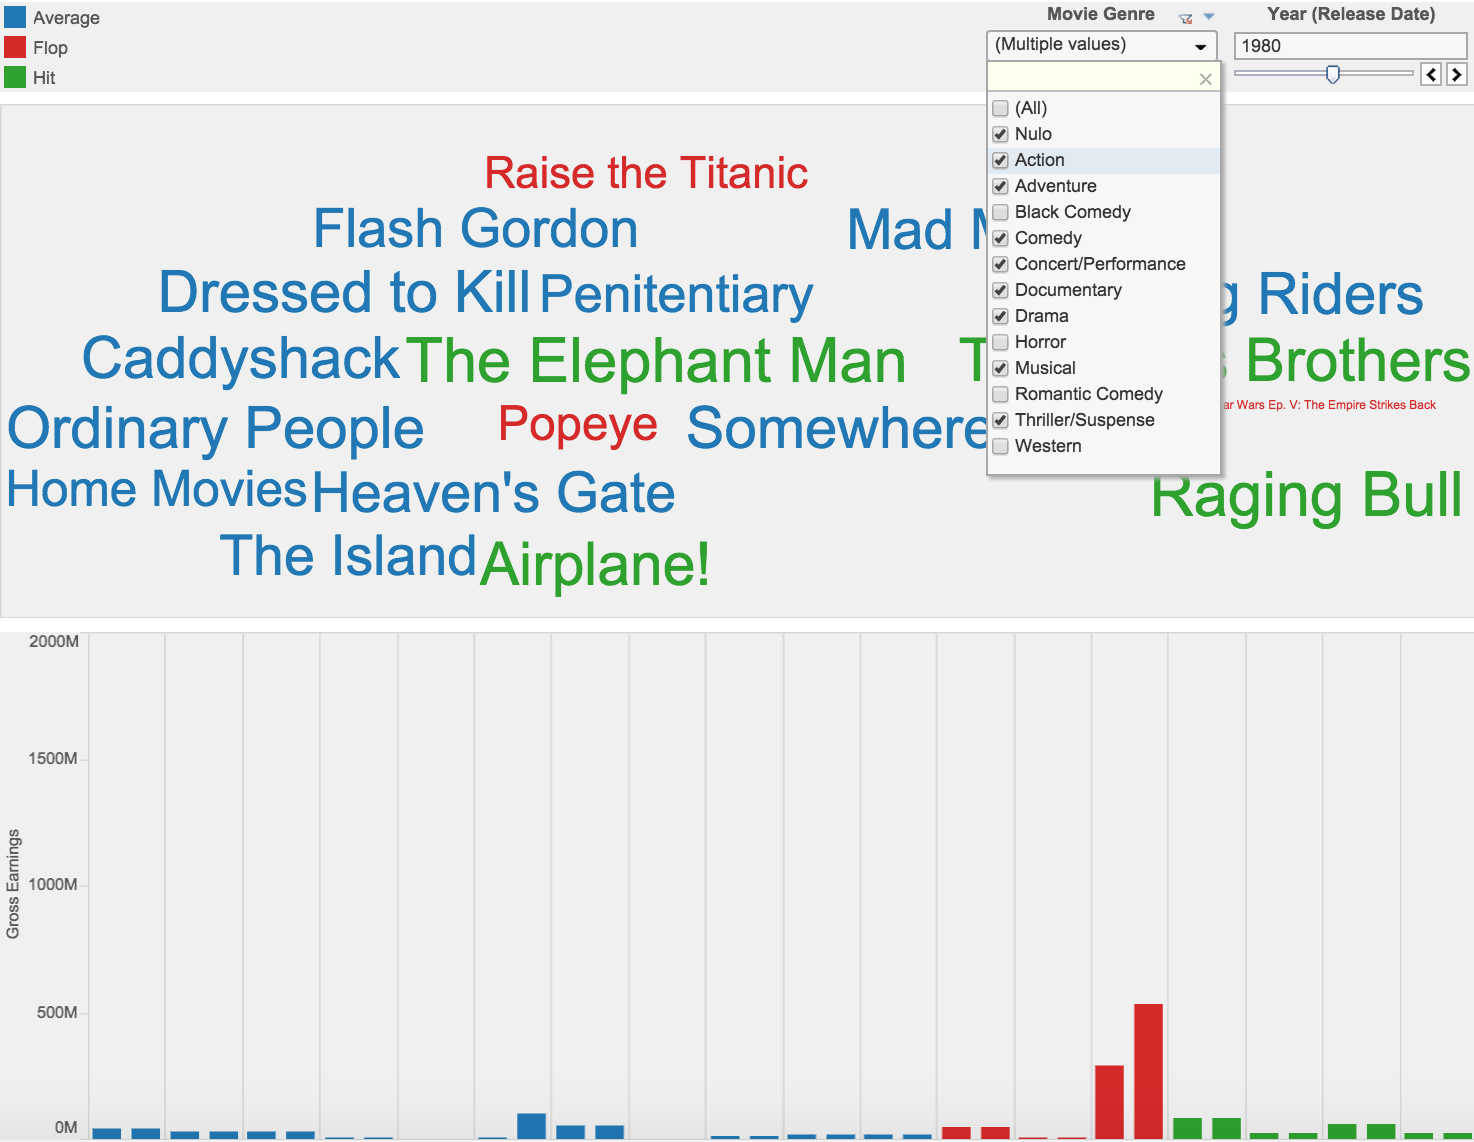 Average
Flop
Hit
Movie Genre
Year (Release Date)
(Multiple values)
1980
(All)
Nulo
Action
Adventure
Black Comedy
Comedy
Concert/Performance
Documentary
Drama
Horror
Musical
Romantic Comedy
Thriller/Suspense
Western
Raise the Titanic
Flash Gordon
Mad
Dressed to Kill Penitentiary
Riders
Caddyshack The Elephant Man
Brothers
Ordinary People Popeye Somewhere
Wars Ep. V: The Empire Strikes Back
Home Movies Heaven's Gate
Raging Bull
The Island Airplane!
2000M
1500M
1000M
500M
0M
Gross Earnings